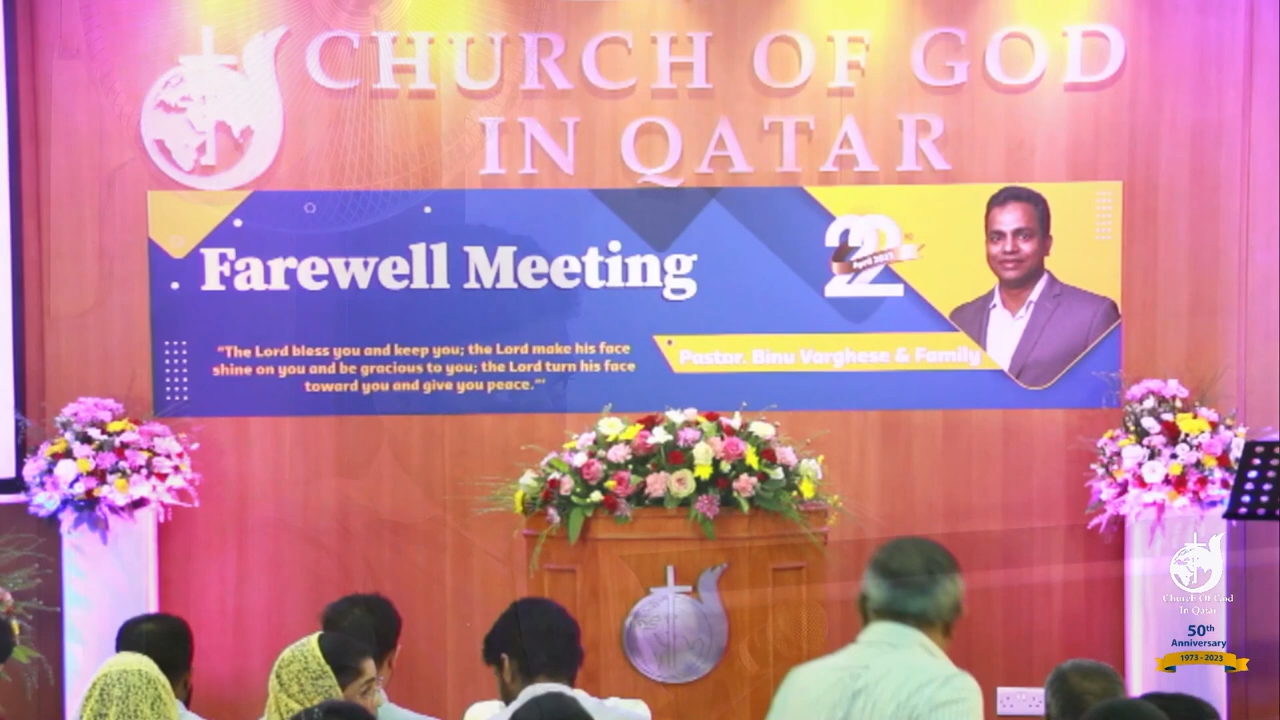 CHURCH OF GOD
IN QATAR
Farewell Meeting
22
April 2023
"The Lord bless you and keep you; the Lord make his face
shine on you and be gracious to you; the Lord turn his face
toward you and give you peace."'
Pastor. Binu Varghese & Family
Church Of God
In Qatar
50th
Anniversary
1973 - 2023